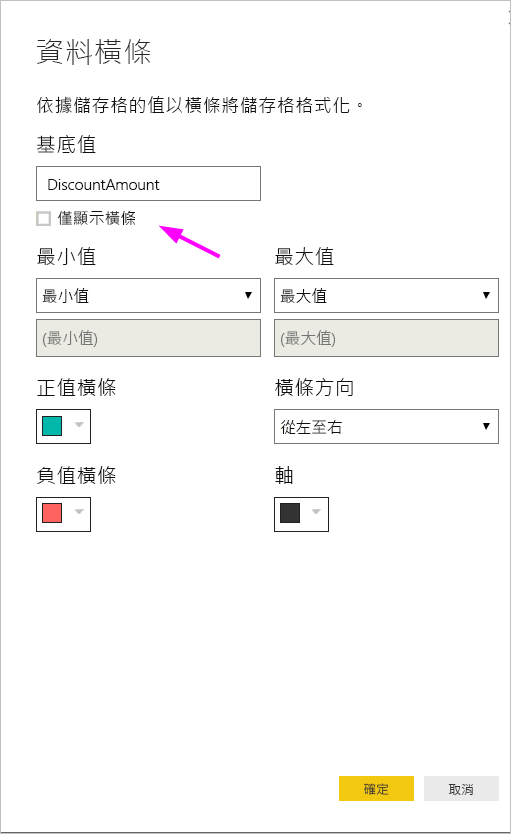 資料橫條
依據儲存格的值以橫條將儲存格格式化。
基底值
DiscountAmount
僅顯示橫條
最小值 最大值
最小值 最大值
(最小值) (最大值)
正值橫條 橫條方向
從左至右
負值橫條 軸
確定 取消